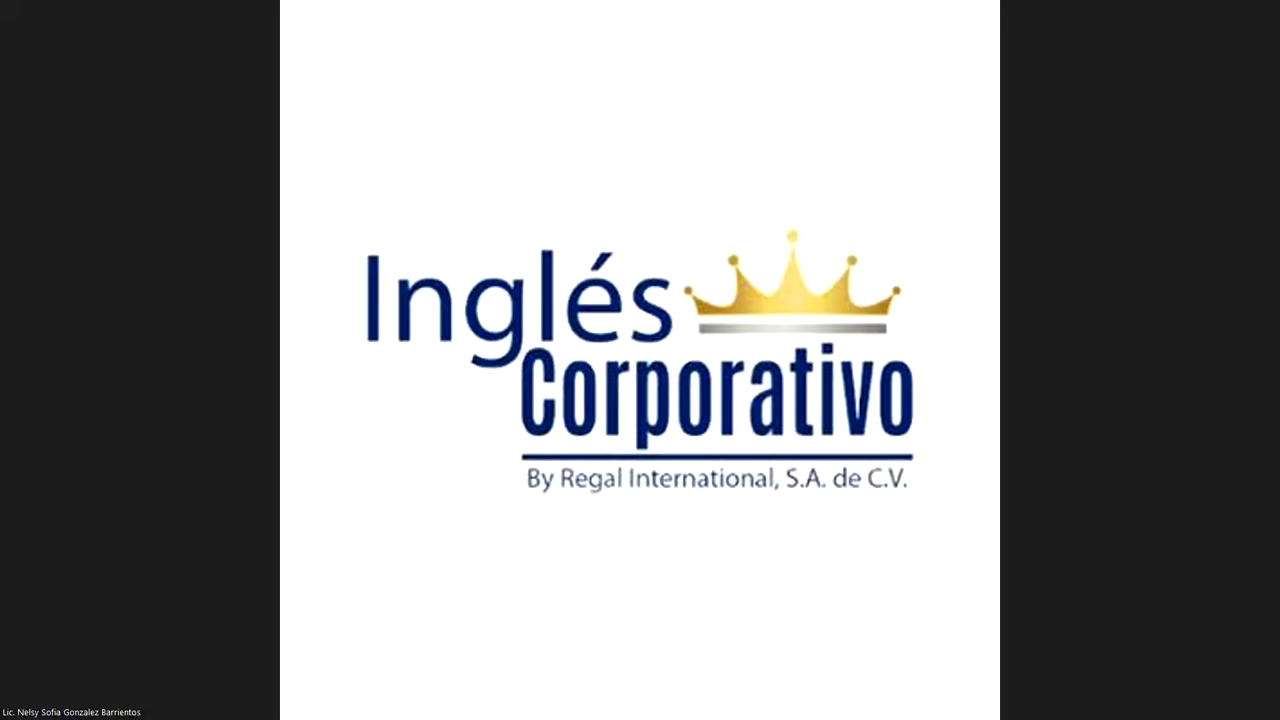 Inglés
Corporativo
By Regal International, S.A. de C.V.
Lic. Nelsy Sofia Gonzalez Barrientos